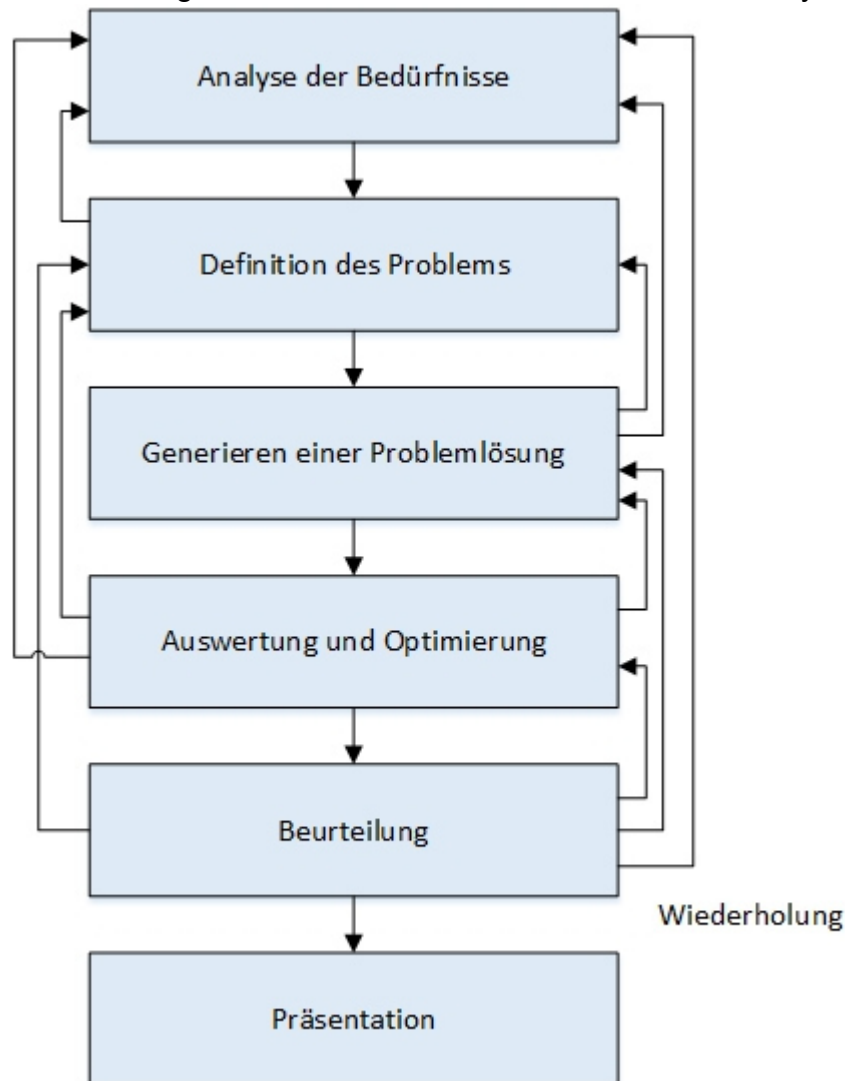 Analyse der Bedürfnisse
Definition des Problems
Generieren einer Problemlösung
Auswertung und Optimierung
Beurteilung
Wiederholung
Präsentation